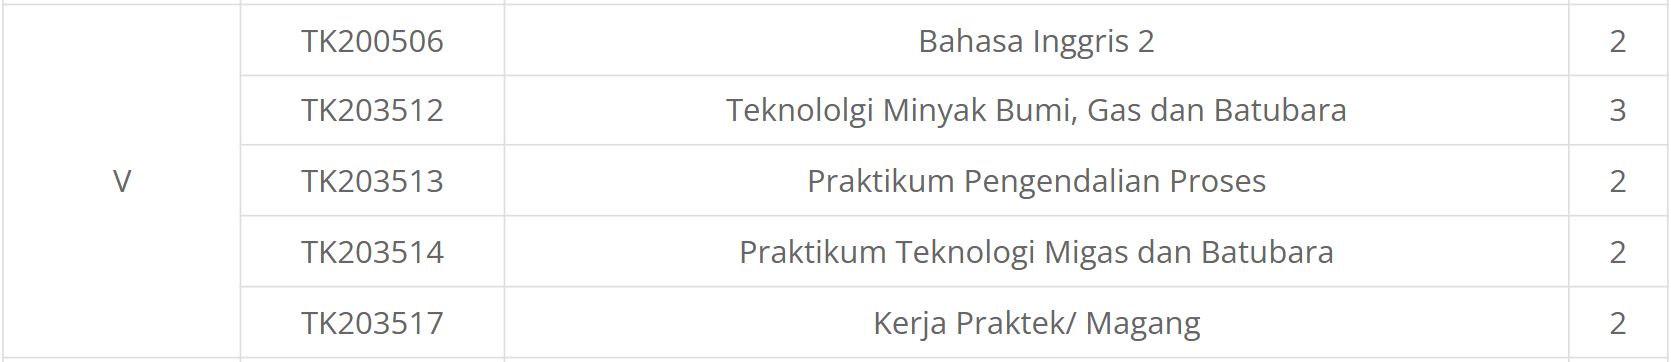 TK200506 Bahasa Inggris 2 2
TK203512 Teknololgi Minyak Bumi, Gas dan Batubara 3
V TK203513 Praktikum Pengendalian Proses 2
TK203514 Praktikum Teknologi Migas dan Batubara 2
TK203517 Kerja Praktek/ Magang 2